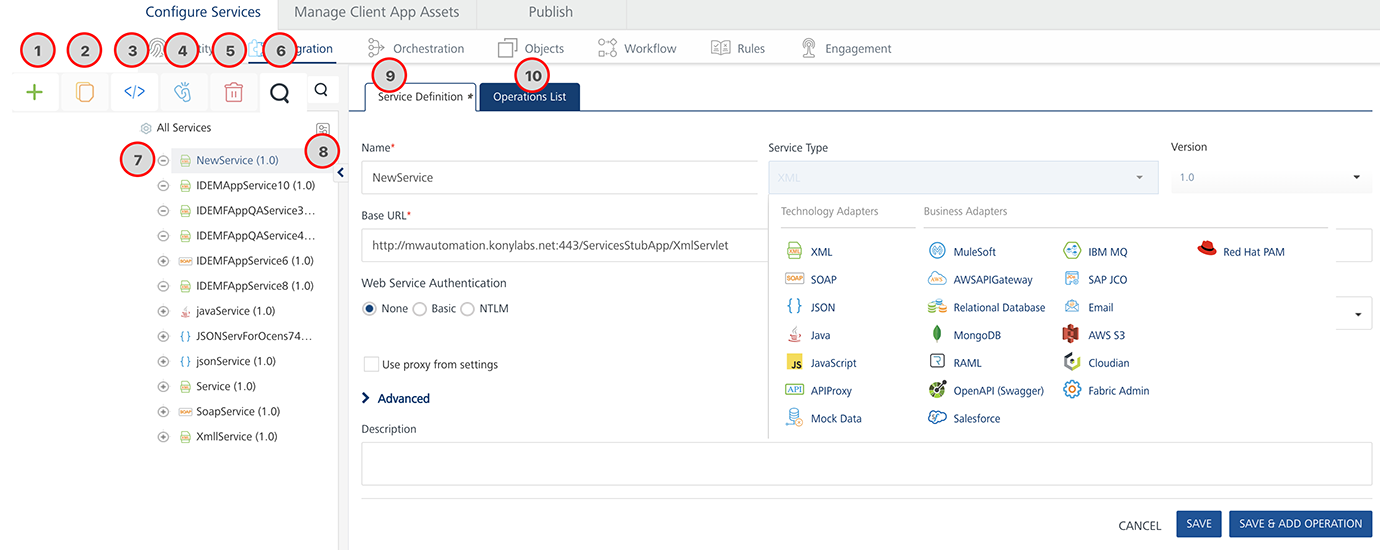 Configure Services Manage Client App Assets Publish
1 2 3 4 5 6
Orchestration Objects Workflow Rules Engagement
9 10
</>
Service Definition * Operations List
All Services
7 NewService (1.0) 8
IDEMAppService10 (1.0)
IDEMFAppQAService3...
IDEMFAppQAService4...
SOAP IDEMFAppService6 (1.0)
IDEMFAppService8 (1.0)
javaService (1.0)
{ } JSONServForOcens74...
{ } jsonService (1.0)
Service (1.0)
SOAP SoapService (1.0)
XmllService (1.0)
Name* Service Type Version
NewService XML 1.0
Base URL*
http://mwautomation.konylabs.net:443/ServicesStubApp/XmlServlet
Web Service Authentication
None Basic NTLM
Use proxy from settings
Advanced
Description
Technology Adapters
XML
SOAP SOAP
{ } JSON
Java
JS JavaScript
API APIProxy
Mock Data
Business Adapters
MuleSoft IBM MQ Red Hat PAM
AWSAPIGateway SAP JCO
Relational Database Email
MongoDB AWS S3
RAML Cloudian
OpenAPI (Swagger) Fabric Admin
Salesforce
CANCEL SAVE SAVE & ADD OPERATION